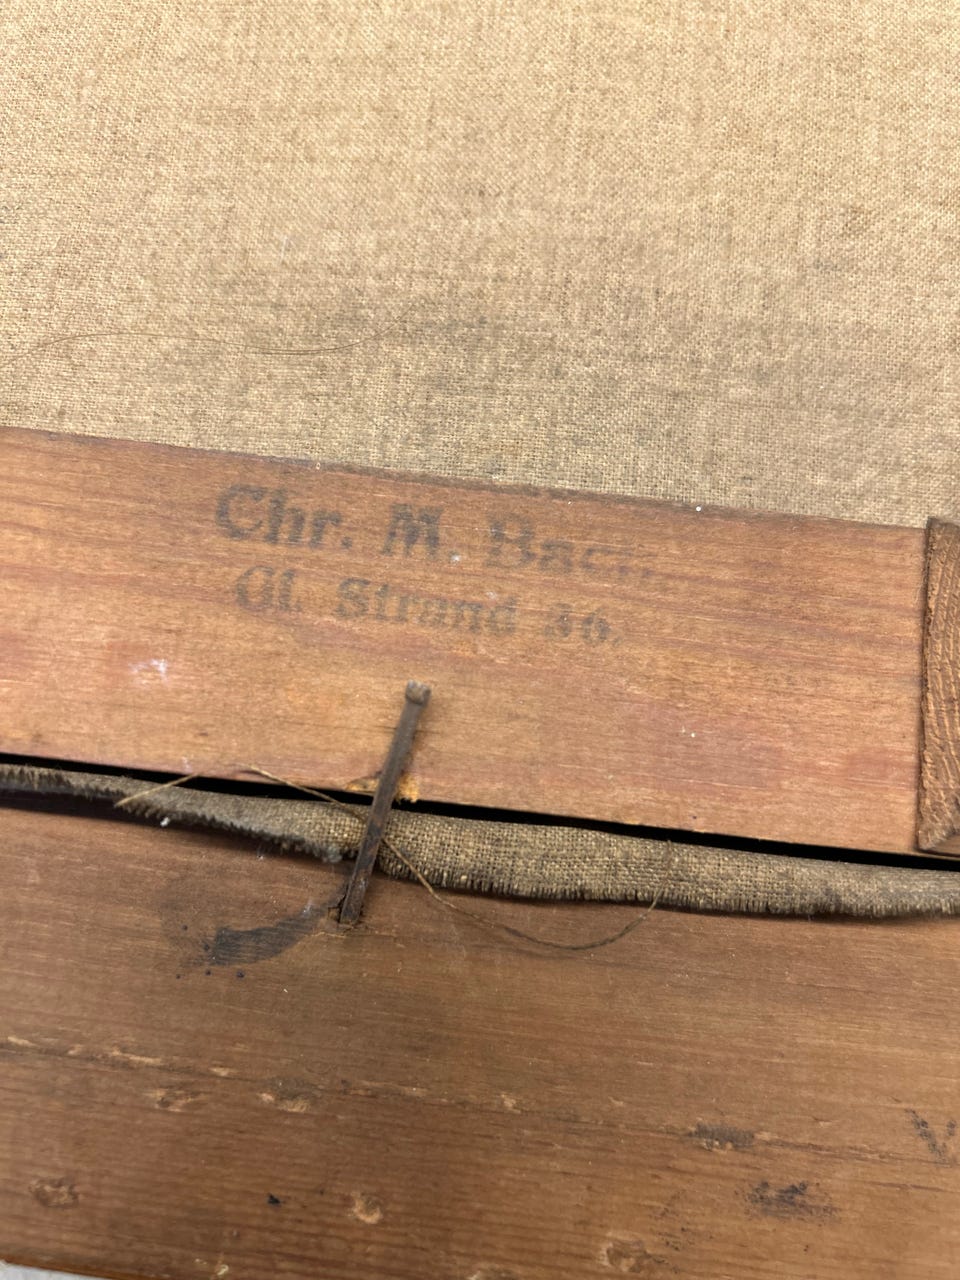 Chr. M.
Gl. Strand 36.